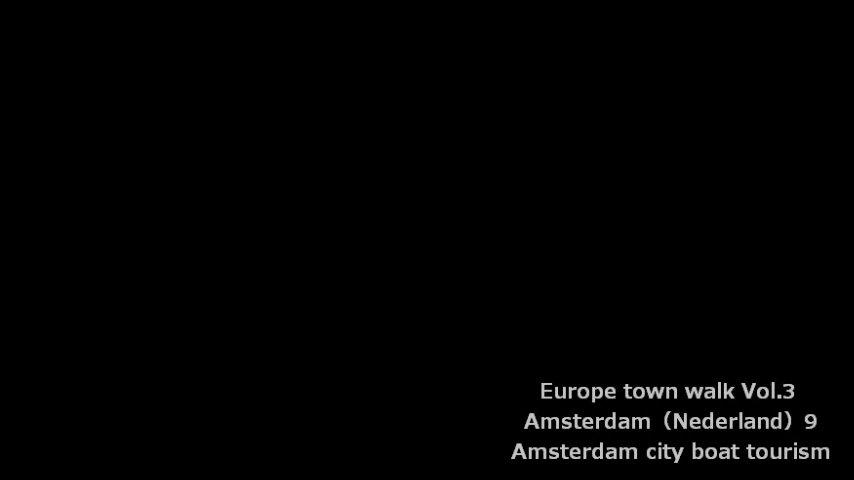 Europe town walk Vol.3
Amsterdam（Nederland）9
Amsterdam city boat tourism